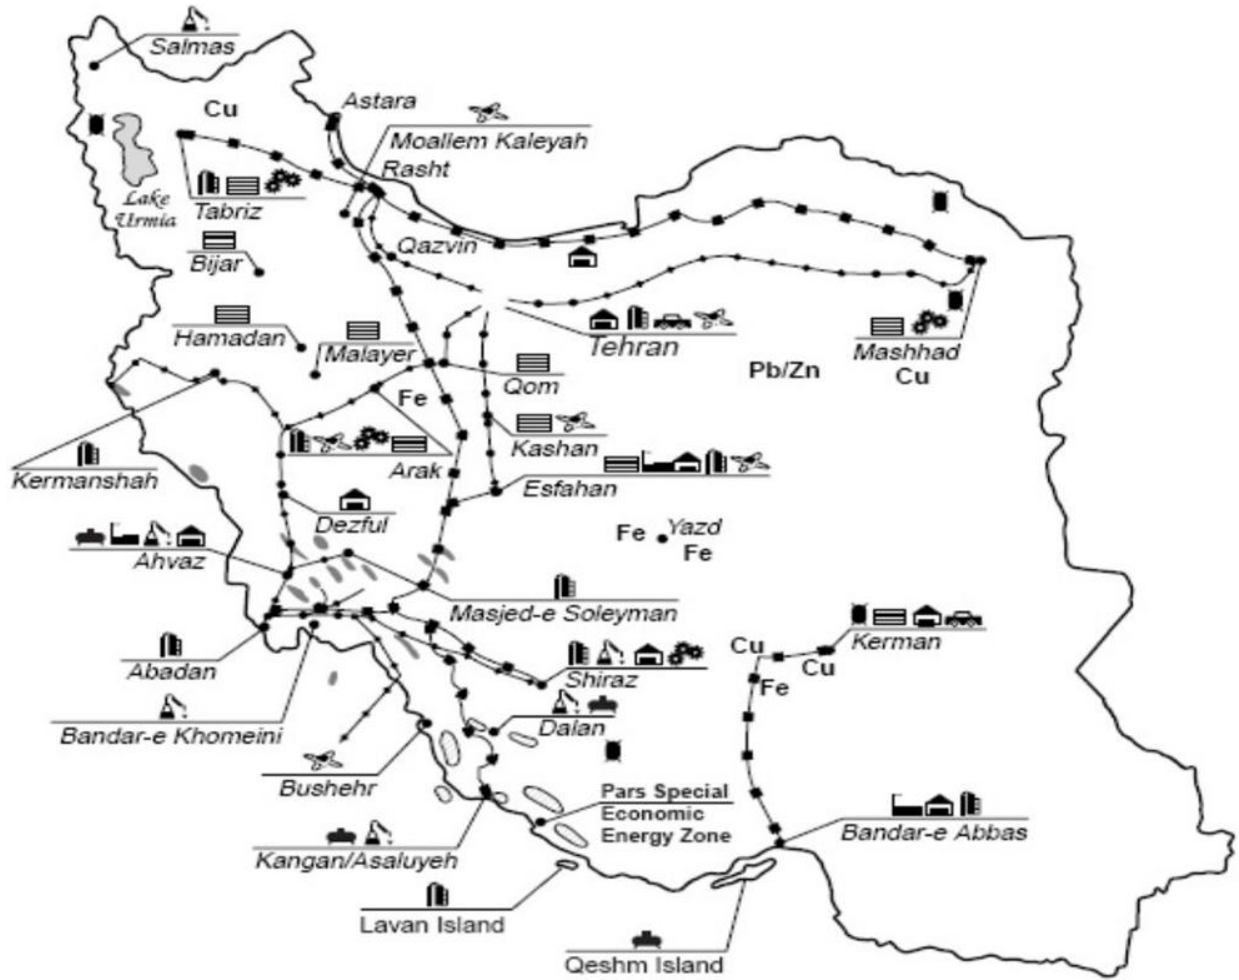 Salmas
Cu
Astara
Moallem Kaleyah
Rasht
Lake
Urmia
Tabriz
Bijar
Qazvin
Hamadan
Malayer
Tehran
Mashhad
Cu
Pb/Zn
Qom
Fe
Kashan
Arak
Kermanshah
Esfahan
Dezful
Fe
Yazd
Fe
Ahvaz
Masjed-e Soleyman
Kerman
Cu
Cu
Fe
Abadan
Shiraz
Bandar-e Khomeini
Dalan
Bushehr
Pars Special
Economic
Energy Zone
Bandar-e Abbas
Kangan/Asaluyeh
Lavan Island
Qeshm Island